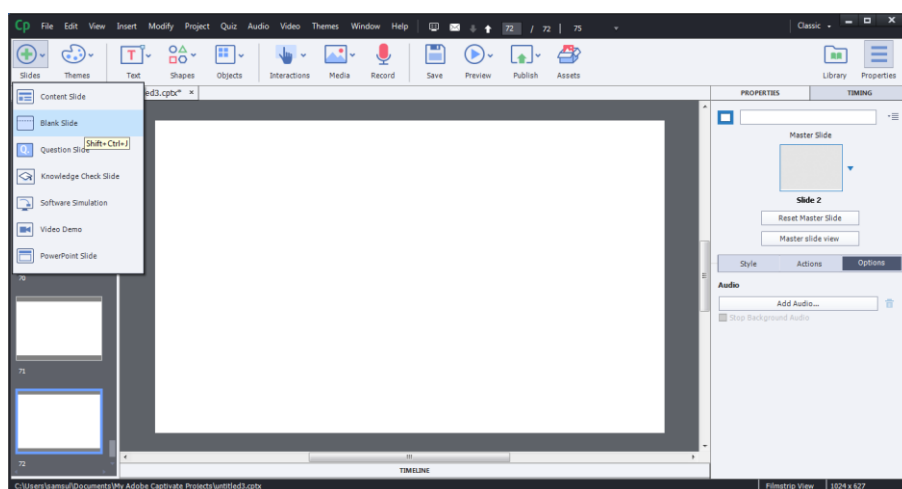 Cp File Edit View Insert Modify Project Quiz Audio Video Themes Window Help 72 / 72 75 Classic
Slides Themes Text Shapes Objects Interactions Media Record Save Preview Publish Assets Library Properties
ed3.cptx* ×
PROPERTIES TIMING
Content Slide
Blank Slide
Shift+Ctrl+J
Question Slide
Knowledge Check Slide
Software Simulation
Video Demo
PowerPoint Slide
70
71
72
Master Slide
Slide 2
Reset Master Slide
Master slide view
Style Actions Options
Audio
Add Audio...
Stop Background Audio
TIMELINE
C:\Users\samsul\Documents\My Adobe Captivate Projects\untitled3.cptx Filmstrip View 1024 x 627